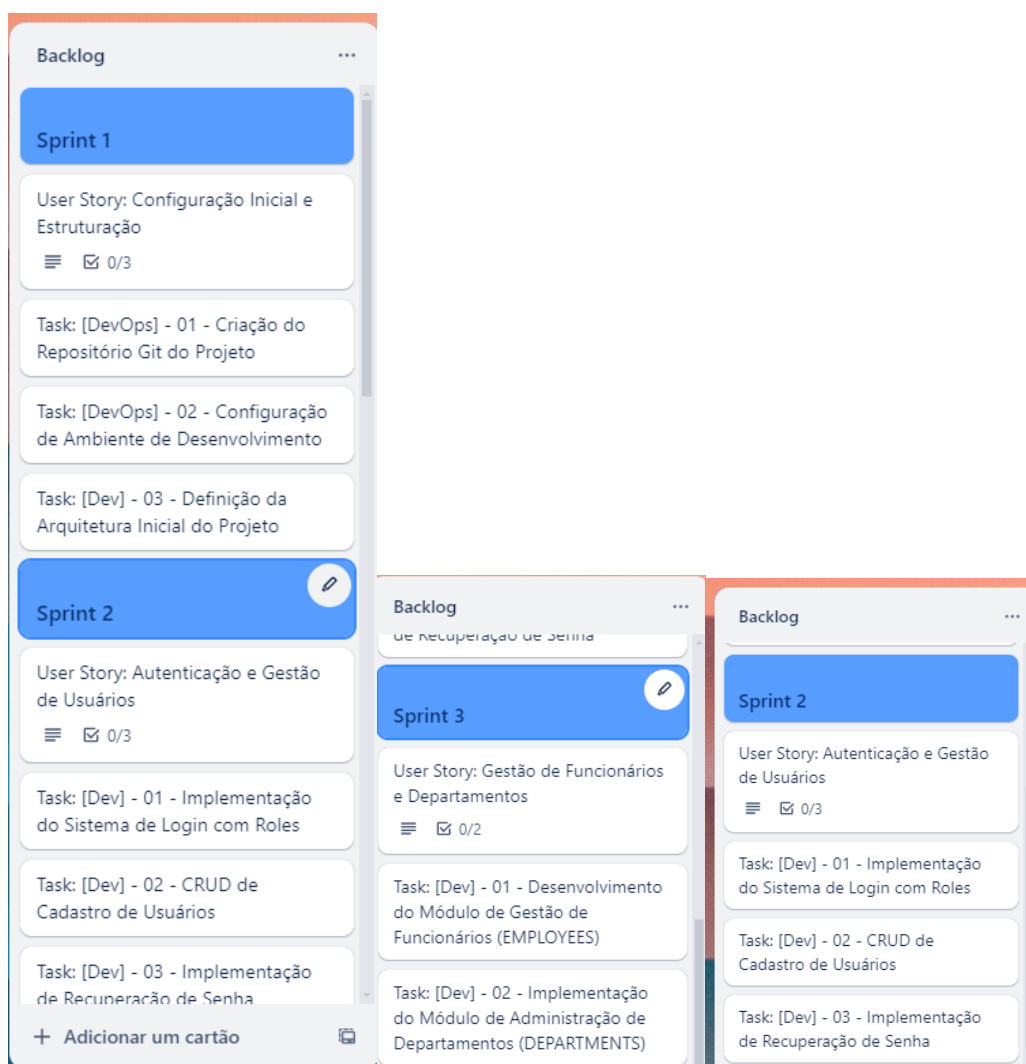 Backlog
Sprint 1
User Story: Configuração Inicial e
Estruturação
0/3
Task: [DevOps] - 01 - Criação do
Repositório Git do Projeto
Task: [DevOps] - 02 - Configuração
de Ambiente de Desenvolvimento
Task: [Dev] - 03 - Definição da
Arquitetura Inicial do Projeto
Sprint 2
User Story: Autenticação e Gestão
de Usuários
0/3
Task: [Dev] - 01 - Implementação
do Sistema de Login com Roles
Task: [Dev] - 02 - CRUD de
Cadastro de Usuários
Task: [Dev] - 03 - Implementação
de Recuperação de Senha
+ Adicionar um cartão
Backlog
de Recuperação de Senha
Sprint 3
User Story: Gestão de Funcionários
e Departamentos
0/2
Task: [Dev] - 01 - Desenvolvimento
do Módulo de Gestão de
Funcionários (EMPLOYEES)
Task: [Dev] - 02 - Implementação
do Módulo de Administração de
Departamentos (DEPARTMENTS)
Backlog
Sprint 2
User Story: Autenticação e Gestão
de Usuários
0/3
Task: [Dev] - 01 - Implementação
do Sistema de Login com Roles
Task: [Dev] - 02 - CRUD de
Cadastro de Usuários
Task: [Dev] - 03 - Implementação
de Recuperação de Senha